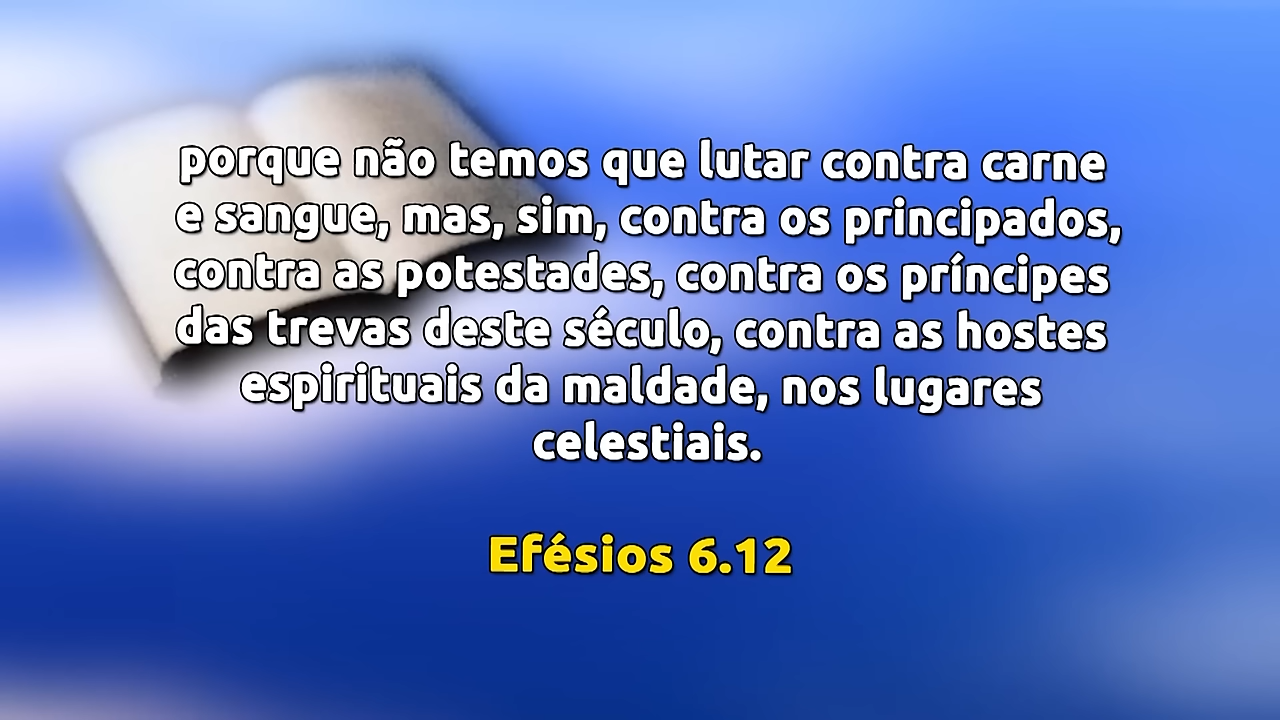 porque não temos que lutar contra carne
e sangue, mas, sim, contra os principados,
contra as potestades, contra os príncipes
das trevas deste século, contra as hostes
espirituais da maldade, nos lugares
celestiais.
Efésios 6.12